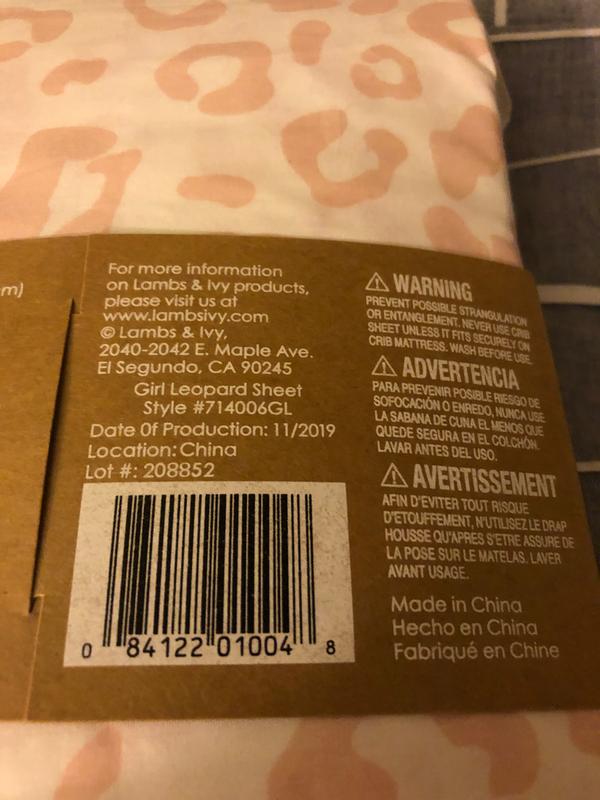 m)
For more information
on Lambs & Ivy products,
please visit us at
www.lambsivy.com
© Lambs & Ivy,
2040-2042 E. Maple Ave.
El Segundo, CA 90245
Girl Leopard Sheet
Style #714006GL
Date Of Production: 11/2019
Location: China
Lot #: 208852
0 84122 01004 8
WARNING
PREVENT POSSIBLE STRANGULATION
OR ENTANGLEMENT. NEVER USE CRIB
SHEET UNLESS IT FITS SECURELY ON
CRIB MATTRESS. WASH BEFORE USE.
ADVERTENCIA
PARA PREVENIR POSIBLE RIESGO DE
SOFOCACIÓN O ENREDO, NUNCA USE
LA SABANA DE CUNA EL MENOS QUE
QUEDE SEGURA EN EL COLCHÓN.
LAVAR ANTES DEL USO.
AVERTISSEMENT
AFIN D'EVITER TOUT RISQUE
D'ETOUFFEMENT, N'UTILISEZ LE DRAP
HOUSSE QU'APRES S'ETRE ASSURE DE
LA POSE SUR LE MATELAS. LAVER
AVANT USAGE.
Made in China
Hecho en China
Fabriqué en Chine